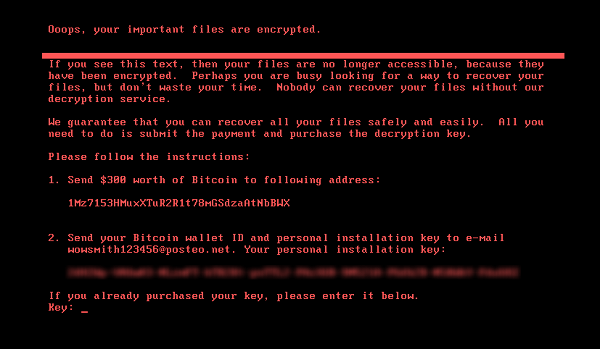 Ooops, your important files are encrypted.
If you see this text, then your files are no longer accessible, because they
have been encrypted.  Perhaps you are busy looking for a way to recover your
files, but don't waste your time.  Nobody can recover your files without our
decryption service.
We guarantee that you can recover all your files safely and easily.  All you
need to do is submit the payment and purchase the decryption key.
Please follow the instructions:
1. Send $300 worth of Bitcoin to following address:
1Mz7153HMuxXTuR2R1t78mGSdzaAtNbBWX
2. Send your Bitcoin wallet ID and personal installation key to e-mail
wowsmith123456@posteo.net. Your personal installation key:
If you already purchased your key, please enter it below.
Key: _